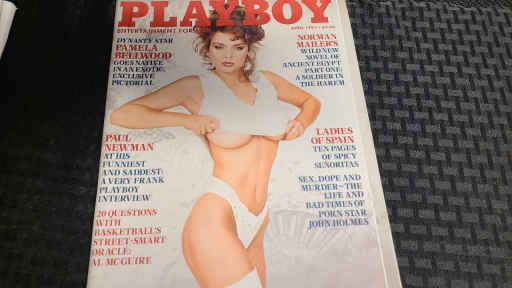 PLAYBOY
ENTERTAINMENT FOR
DYNASTY STAR
PAMELA
BELLWOOD
GOES NATIVE
IN AN EXOTIC,
EXCLUSIVE
PICTORIAL
NORMAN
MAILER'S
WILD NEW
NOVEL OF
ANCIENT EGYPT
PART ONE:
A SOLDIER IN
THE HAREM
PAUL
NEWMAN
AT HIS
FUNNIEST
AND SADDEST:
A VERY FRANK
PLAYBOY
INTERVIEW
LADIES
OF SPAIN
TEN PAGES
OF SPICY
SEÑORITAS
SEX, DOPE AND
MURDER—THE
LIFE AND
BAD TIMES OF
PORN STAR
JOHN HOLMES
20 QUESTIONS
WITH
BASKETBALL'S
STREET-SMART
ORACLE:
AL McGUIRE